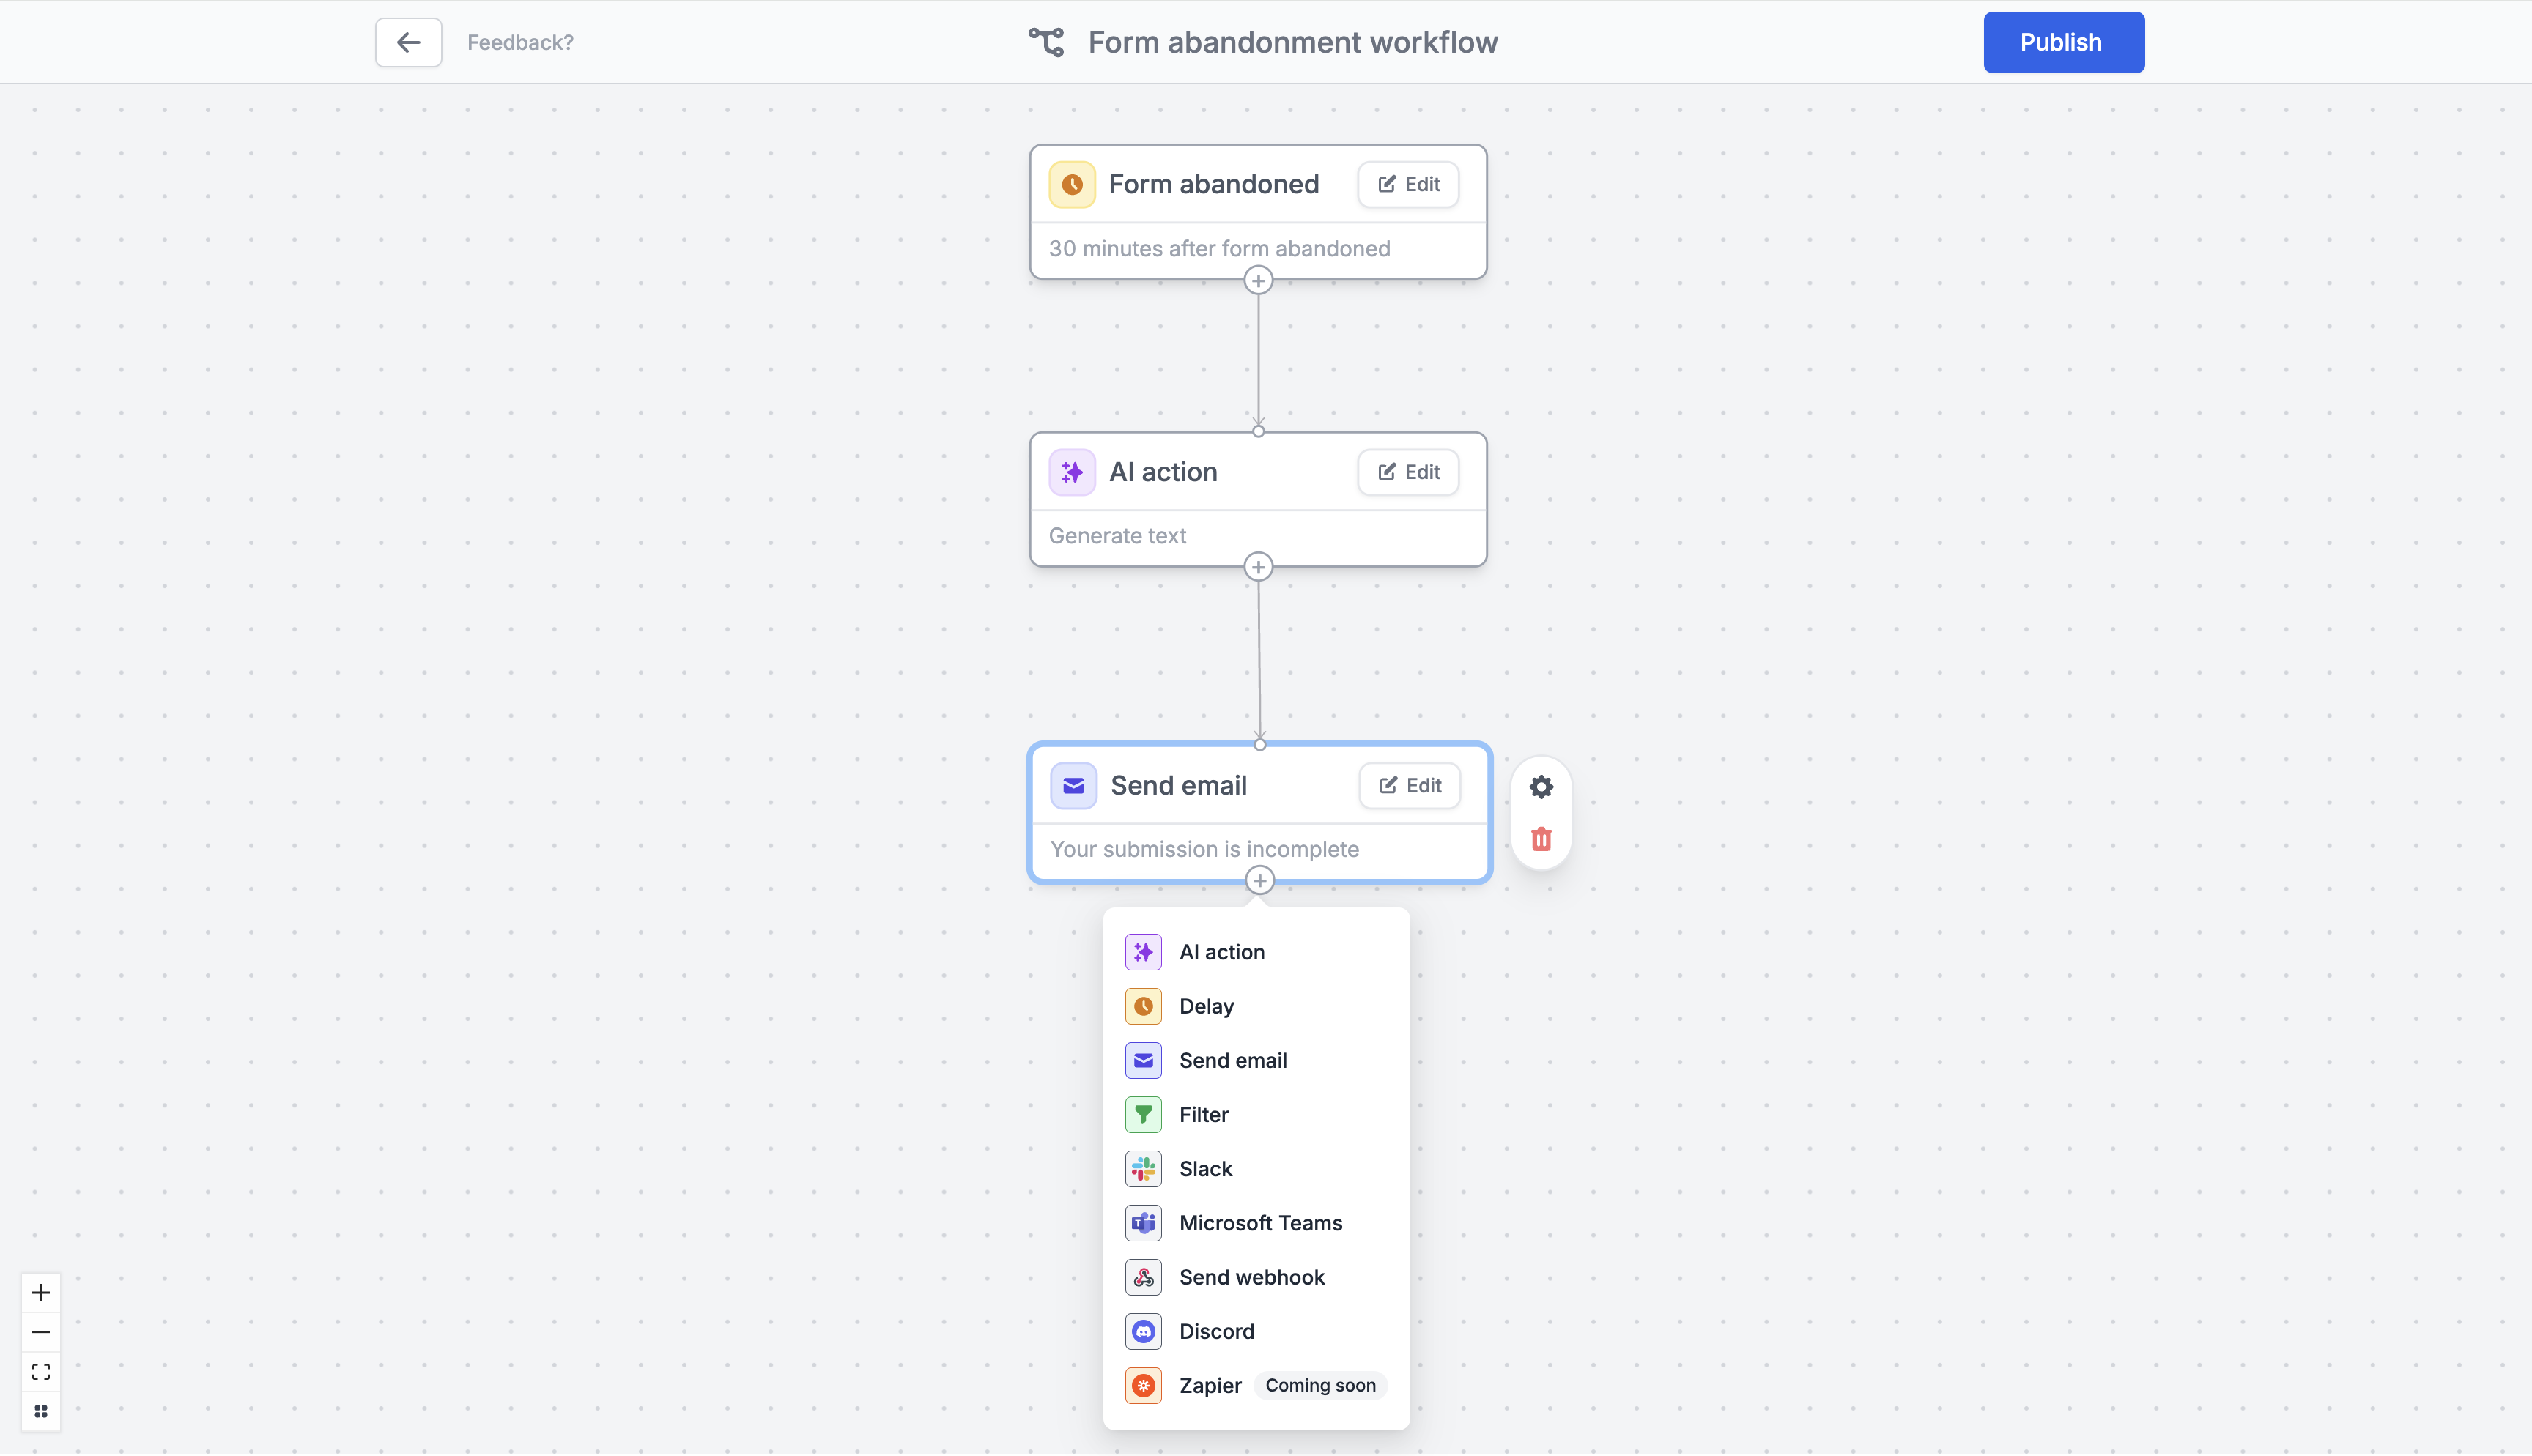 Feedback?
Form abandonment workflow
Publish
Form abandoned
Edit
30 minutes after form abandoned
AI action
Edit
Generate text
Send email
Edit
Your submission is incomplete
AI action
Delay
Send email
Filter
Slack
Microsoft Teams
Send webhook
Discord
Zapier Coming soon